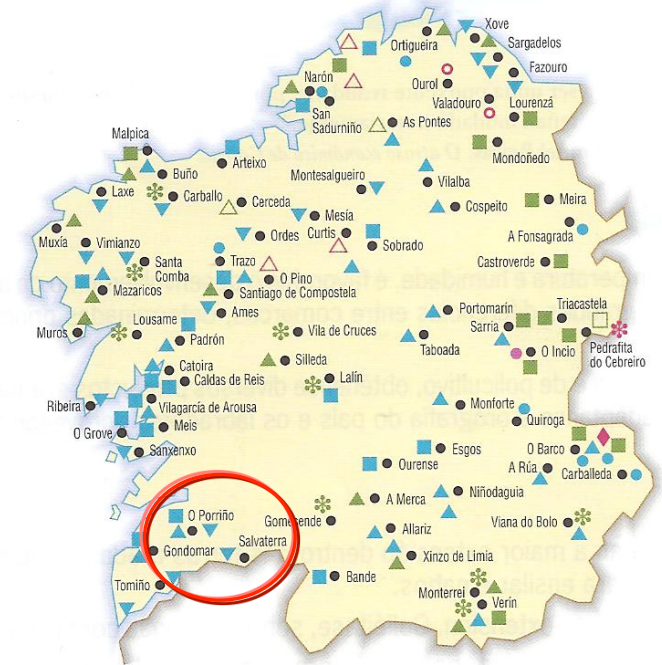 Xove
Ortigueira
Sargadelos
Fazouro
Narón
Ourol
Valadouro
Lourenzá
San
Sadurniño
As Pontes
Malpica
Mondoñedo
Arteixo
Buño
Montesalgueiro
Vilalba
Laxe
Carballo
Cerceda
Mesía
Cospeito
Meira
Muxía
Vimianzo
Ordes
Curtis
Sobrado
A Fonsagrada
Santa
Comba
Trazo
Castroverde
O Pino
Mazaricos
Santiago de Compostela
Portomarín
Triacastela
Lousame
Ames
Vila de Cruces
Sarria
Muros
Padrón
Taboada
O Incio
Pedrafita
do Cebreiro
Silleda
Catoira
Caldas de Reis
Lalín
Ribeira
Vilagarcía de Arousa
Monforte
Quiroga
O Grove
Meis
Sanxenxo
Esgos
O Barco
Ourense
A Rúa
Carballeda
Niñodaguia
A Merca
O Porriño
Gomesende
Viana do Bolo
Allariz
Salvaterra
Gondomar
Xinzo de Limia
Tomiño
Bande
Monterrei
Verín